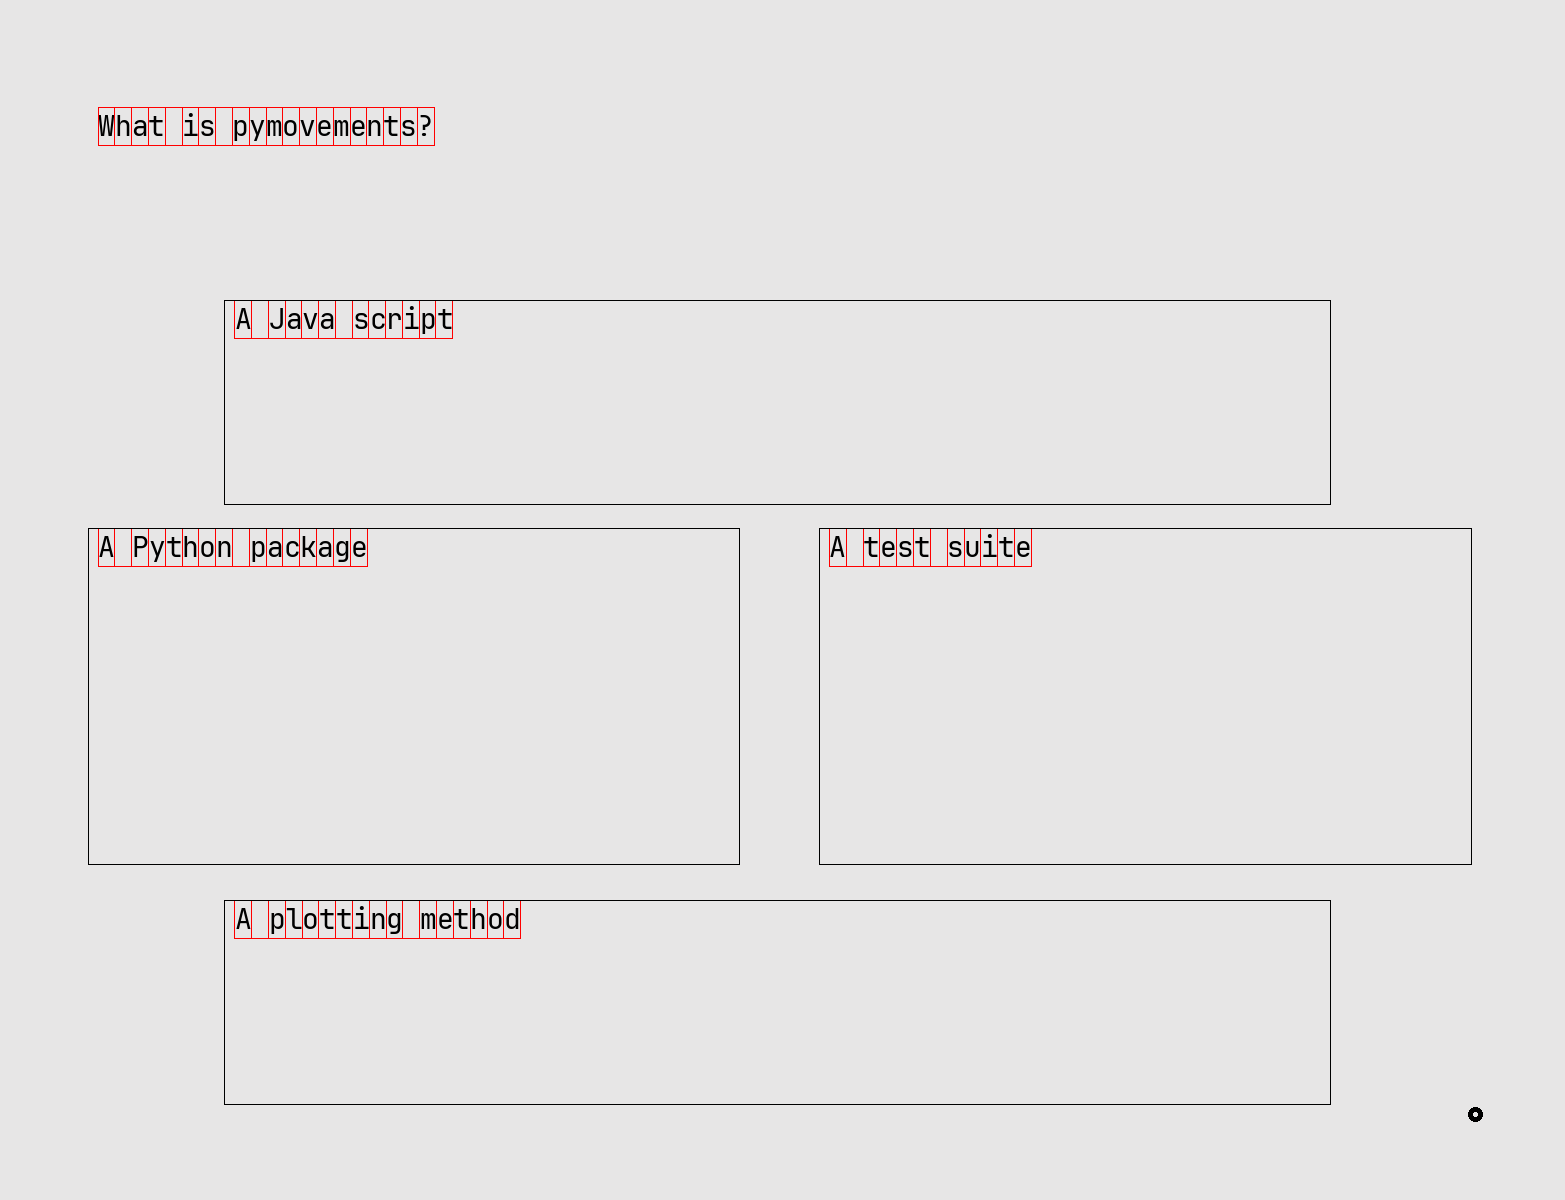 What is pymovements?
A Java script
A Python package
A test suite
A plotting method